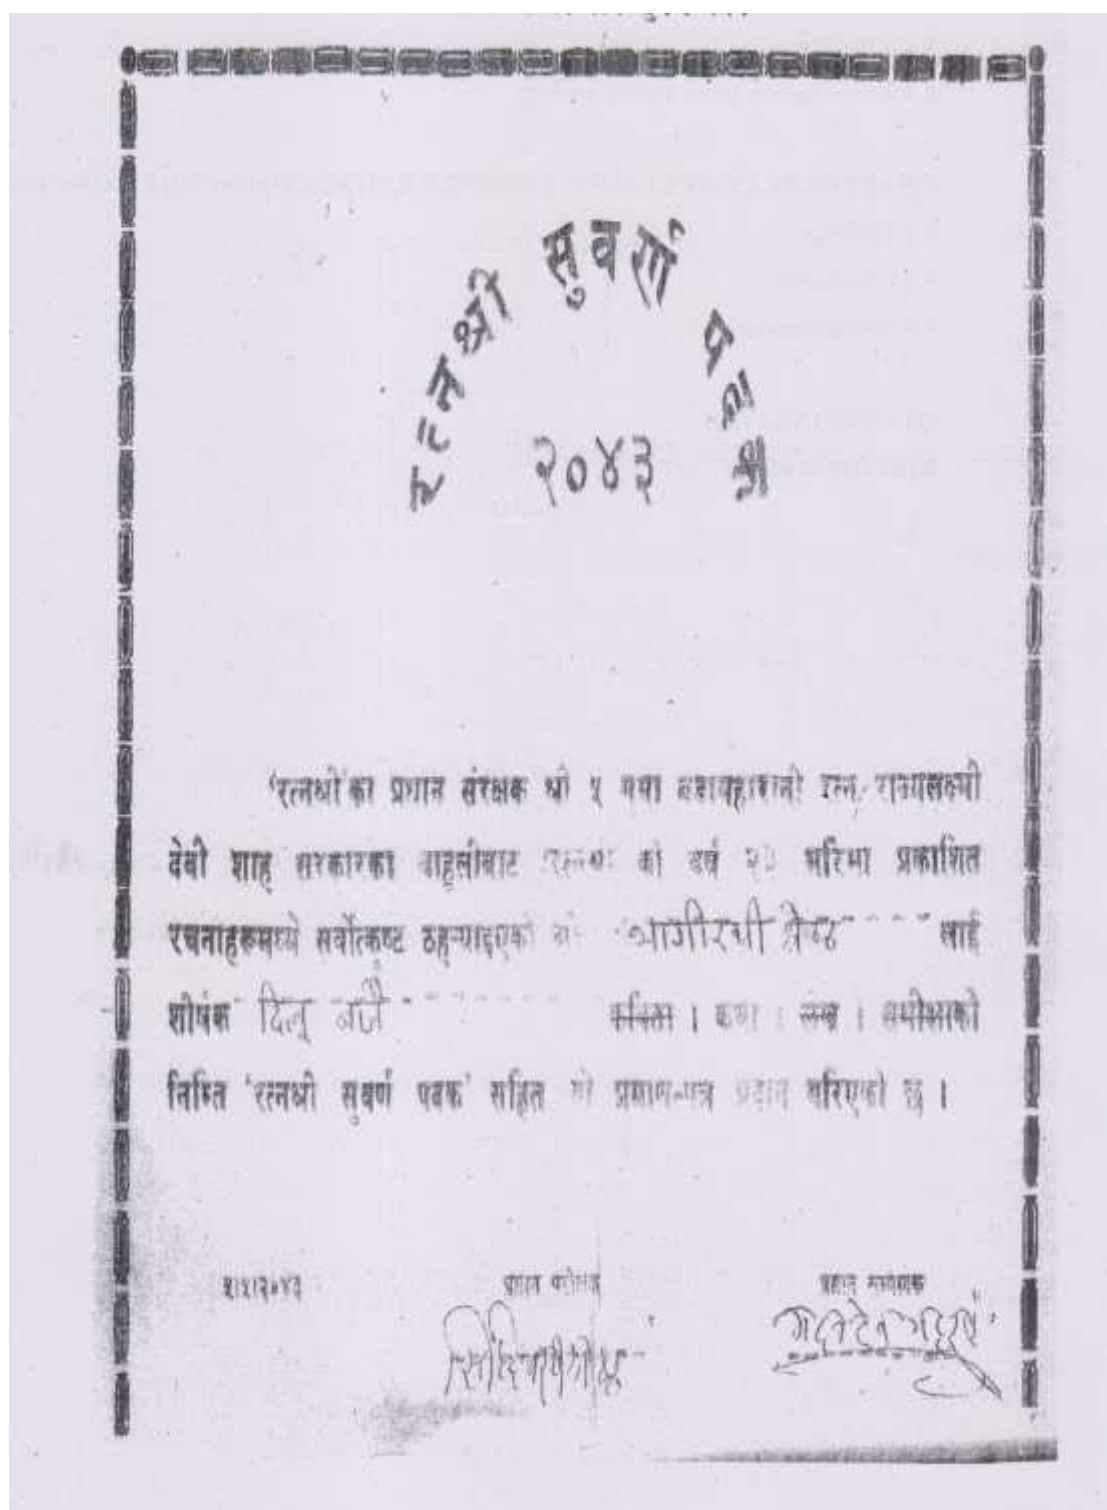 रत्नश्री सुवर्ण
२०४३
'रत्नश्री'का प्रधान संरक्षक श्री ५ बडामहारानी रत्न राज्यलक्ष्मी
देवी शाह सरकारका बाहुलीबाट रत्नश्री को वर्ष भरिमा प्रकाशित
रचनाहरूमध्ये सर्वोत्कृष्ट ठहर्‍याइएको भागीरथी श्रेष्ठ लाई
शीर्षक दिलु बजै कविता । कथा । लेख । समीक्षाको
निम्ति 'रत्नश्री सुवर्ण पदक' सहित यो प्रमाण-पत्र प्रदान गरिएको छ ।
प्रधान सम्पादक